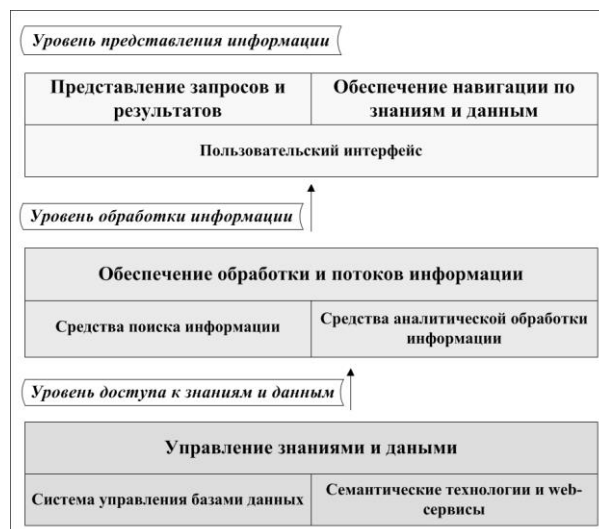 Уровень представления информации
Представление запросов и
результатов
Обеспечение навигации по
знаниям и данным
Пользовательский интерфейс
Уровень обработки информации
Обеспечение обработки и потоков информации
Средства поиска информации
Средства аналитической обработки
информации
Уровень доступа к знаниям и данным
Управление знаниями и даными
Система управления базами данных
Семантические технологии и web-
сервисы